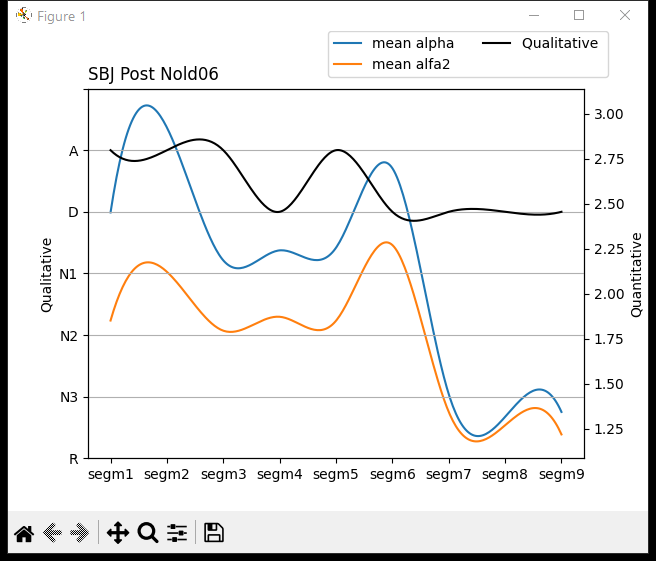 Figure 1
mean alpha
mean alfa2
Qualitative
SBJ Post Nold06
A
D
N1
N2
N3
R
Qualitative
3.00
2.75
2.50
2.25
2.00
1.75
1.50
1.25
Quantitative
segm1 segm2 segm3 segm4 segm5 segm6 segm7 segm8 segm9